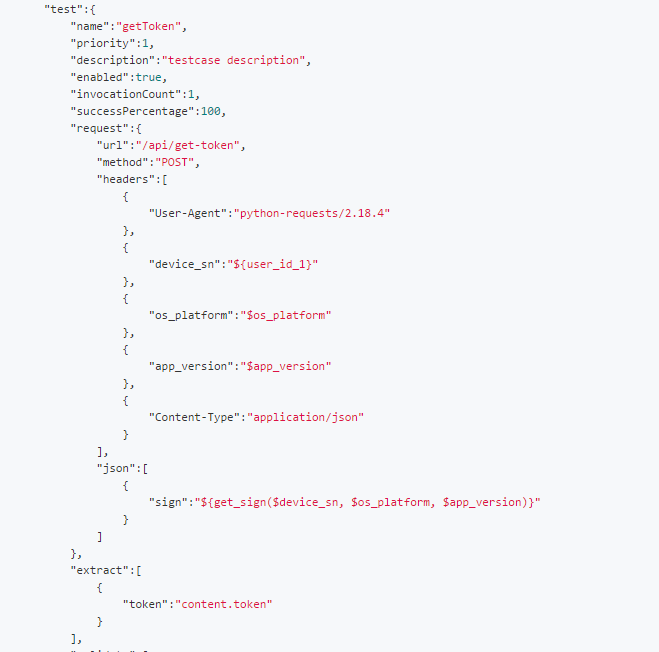 "test":{
"name":"getToken",
"priority":1,
"description":"testcase description",
"enabled":true,
"invocationCount":1,
"successPercentage":100,
"request":{
"url":"/api/get-token",
"method":"POST",
"headers":[
{
"User-Agent":"python-requests/2.18.4"
},
{
"device_sn":"${user_id_1}"
},
{
"os_platform":"$os_platform"
},
{
"app_version":"$app_version"
},
{
"Content-Type":"application/json"
}
],
"json":[
{
"sign":"${get_sign($device_sn, $os_platform, $app_version)}"
}
]
},
"extract":[
{
"token":"content.token"
}
],